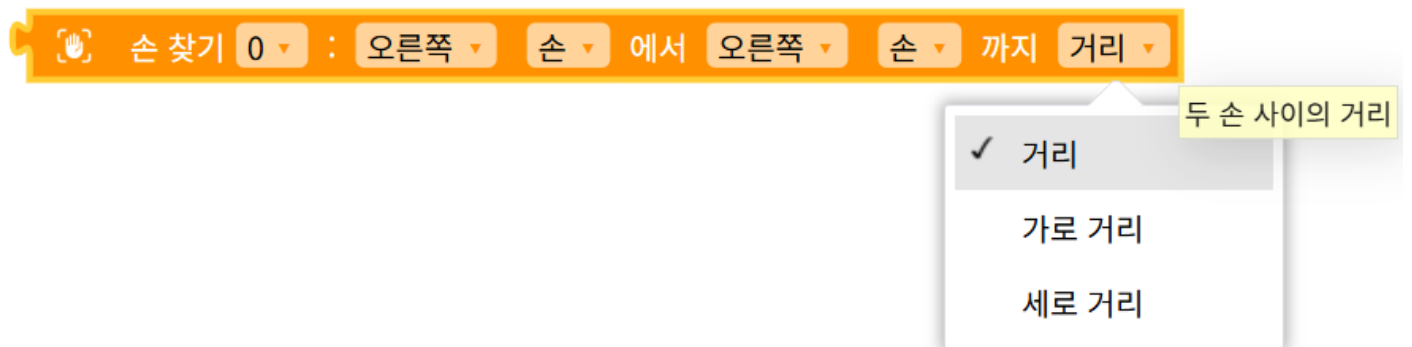 손 찾기 0 : 오른쪽 손 에서 오른쪽 손 까지 거리
두 손 사이의 거리
✓ 거리
가로 거리
세로 거리